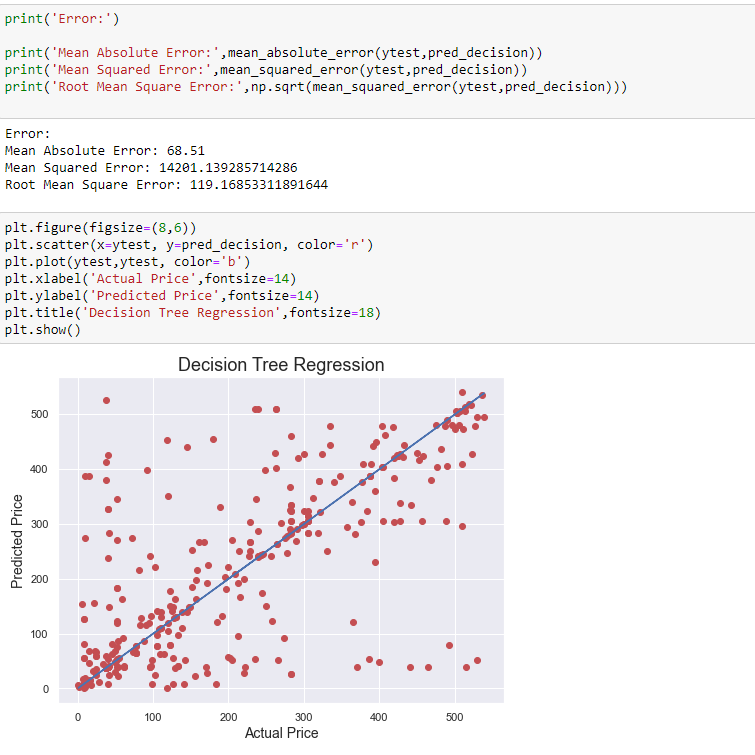 print('Error:')
print('Mean Absolute Error:',mean_absolute_error(ytest,pred_decision))
print('Mean Squared Error:',mean_squared_error(ytest,pred_decision))
print('Root Mean Square Error:',np.sqrt(mean_squared_error(ytest,pred_decision)))
Error:
Mean Absolute Error: 68.51
Mean Squared Error: 14201.139285714286
Root Mean Square Error: 119.16853311891644
plt.figure(figsize=(8,6))
plt.scatter(x=ytest, y=pred_decision, color='r')
plt.plot(ytest,ytest, color='b')
plt.xlabel('Actual Price',fontsize=14)
plt.ylabel('Predicted Price',fontsize=14)
plt.title('Decision Tree Regression',fontsize=18)
plt.show()
Decision Tree Regression
Predicted Price
500
400
300
200
100
0
0 100 200 300 400 500
Actual Price